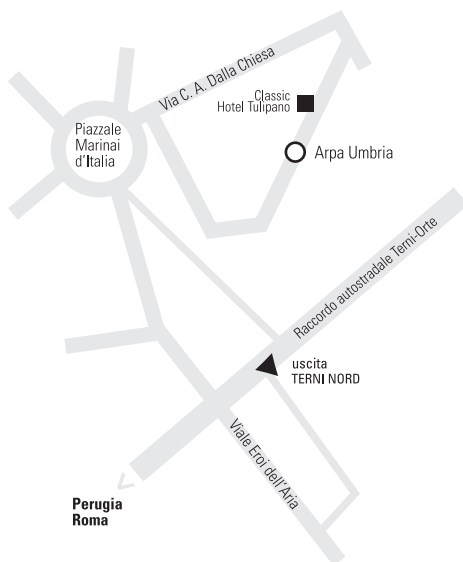 Via C. A. Dalla Chiesa
Classic
Hotel Tulipano
Piazzale
Marinai
d'Italia
Arpa Umbria
Raccordo autostradale Terni-Orte
uscita
TERNI NORD
Viale Eroi dell'Aria
Perugia
Roma